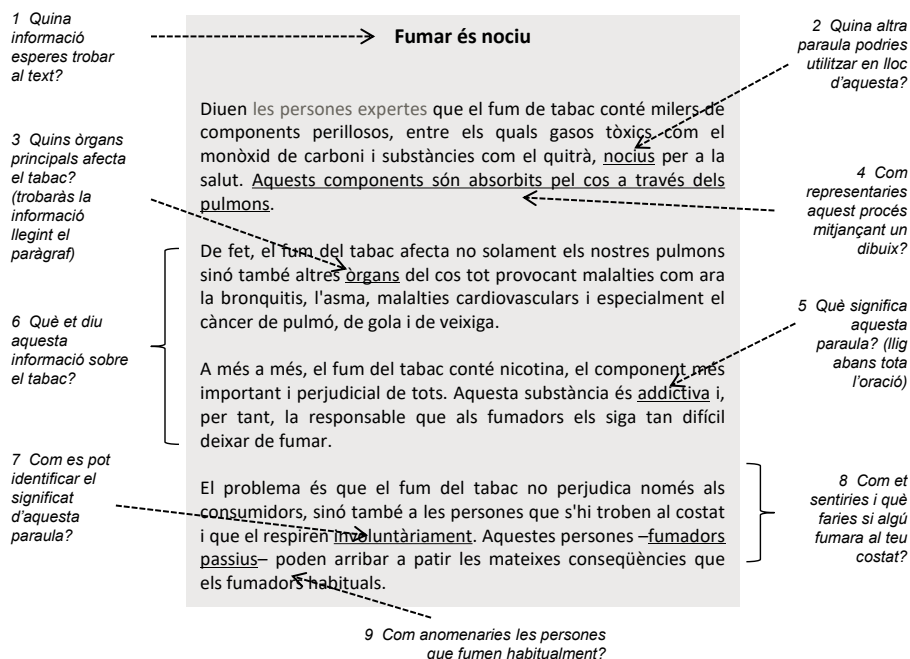 1 Quina
informació
esperes trobar
al text?
Fumar és nociu
2 Quina altra
paraula podries
utilitzar en lloc
d'aquesta?
Diuen les persones expertes que el fum de tabac conté milers de
components perillosos, entre els quals gasos tòxics com el
monòxid de carboni i substàncies com el quitrà, nocius per a la
salut. Aquests components són absorbits pel cos a través dels
pulmons.
3 Quins òrgans
principals afecta
el tabac?
(trobaràs la
informació
llegint el
paràgraf)
4 Com
representaries
aquest procés
mitjançant un
dibuix?
De fet, el fum del tabac afecta no solament els nostres pulmons
sinó també altres òrgans del cos tot provocant malalties com ara
la bronquitis, l'asma, malalties cardiovasculars i especialment el
càncer de pulmó, de gola i de veixiga.
5 Què significa
aquesta
paraula? (llig
abans tota
l'oració)
6 Què et diu
aquesta
informació sobre
el tabac?
A més a més, el fum del tabac conté nicotina, el component més
important i perjudicial de tots. Aquesta substància és addictiva i,
per tant, la responsable que als fumadors els siga tan difícil
deixar de fumar.
7 Com es pot
identificar el
significat
d'aquesta
paraula?
El problema és que el fum del tabac no perjudica només als
consumidors, sinó també a les persones que s'hi troben al costat
i que el respiren involuntàriament. Aquestes persones –fumadors
passius– poden arribar a patir les mateixes conseqüències que
els fumadors habituals.
8 Com et
sentiries i què
faries si algú
fumara al teu
costat?
9 Com anomenaries les persones
que fumen habitualment?